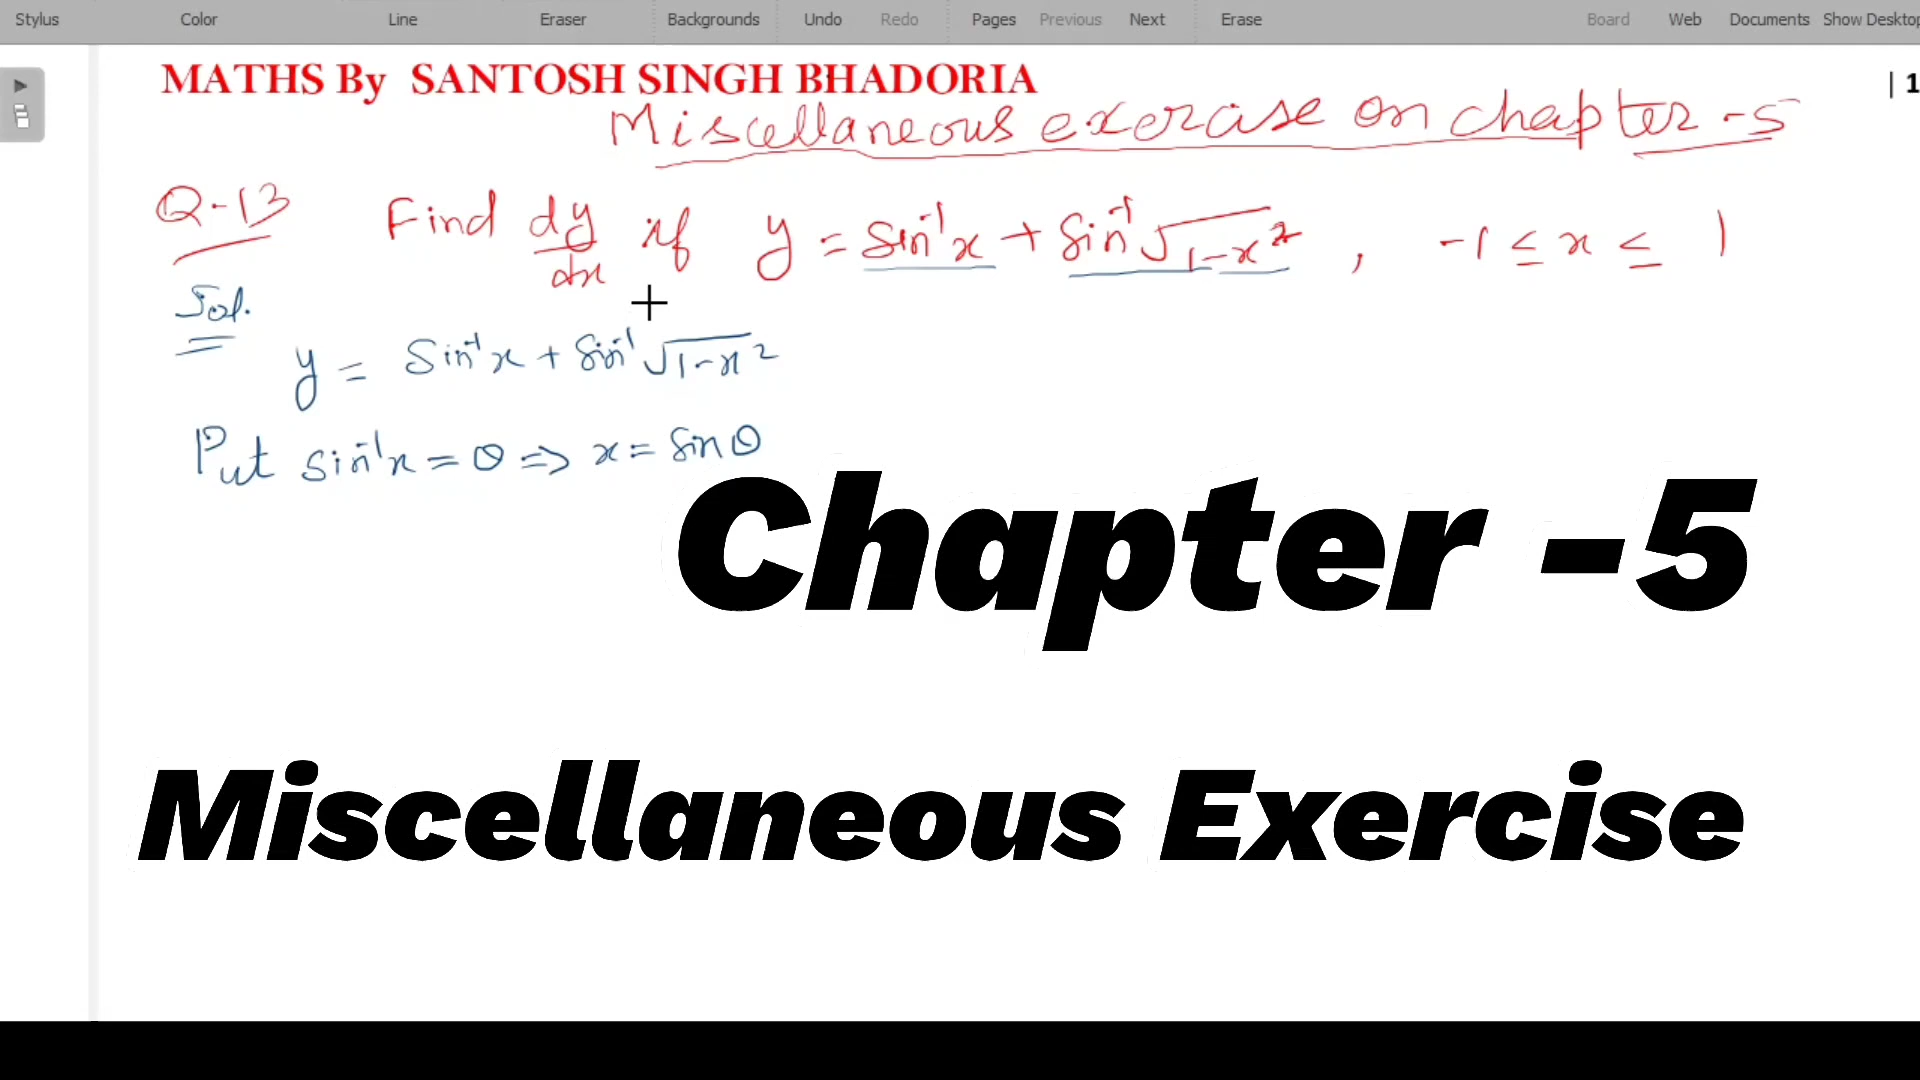 Stylus Color Line Eraser Backgrounds Undo Redo Pages Previous Next Erase Board Web Documents Show Desktop
MATHS By SANTOSH SINGH BHADORIA | 1
Miscellaneous exercise on chapter -5
Q-13 Find dy/dx if y = sin⁻¹x + sin⁻¹√1-x² , -1 ≤ x ≤ 1
Sol.
y = sin⁻¹x + sin⁻¹√1-x²
Put sin⁻¹x = θ => x = sin θ
Chapter -5
Miscellaneous Exercise